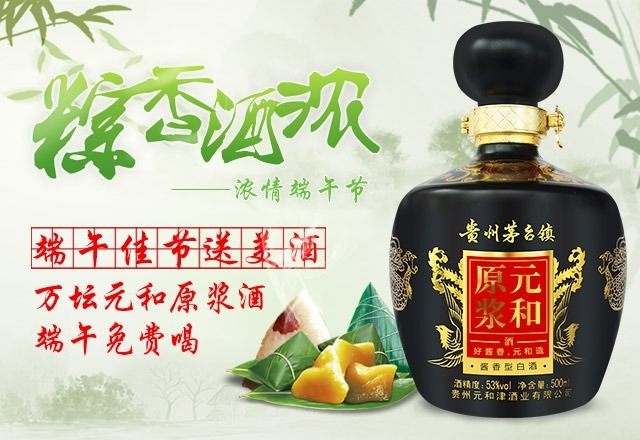 粽香酒浓
——浓情端午节
端午佳节送美酒
万坛元和原浆酒
端午免费喝
贵州茅台镇
元和
原浆
酒
好酱香，元和造
酱香型白酒
酒精度：53%vol 净含量：500ml
贵州元和津酒业有限公司